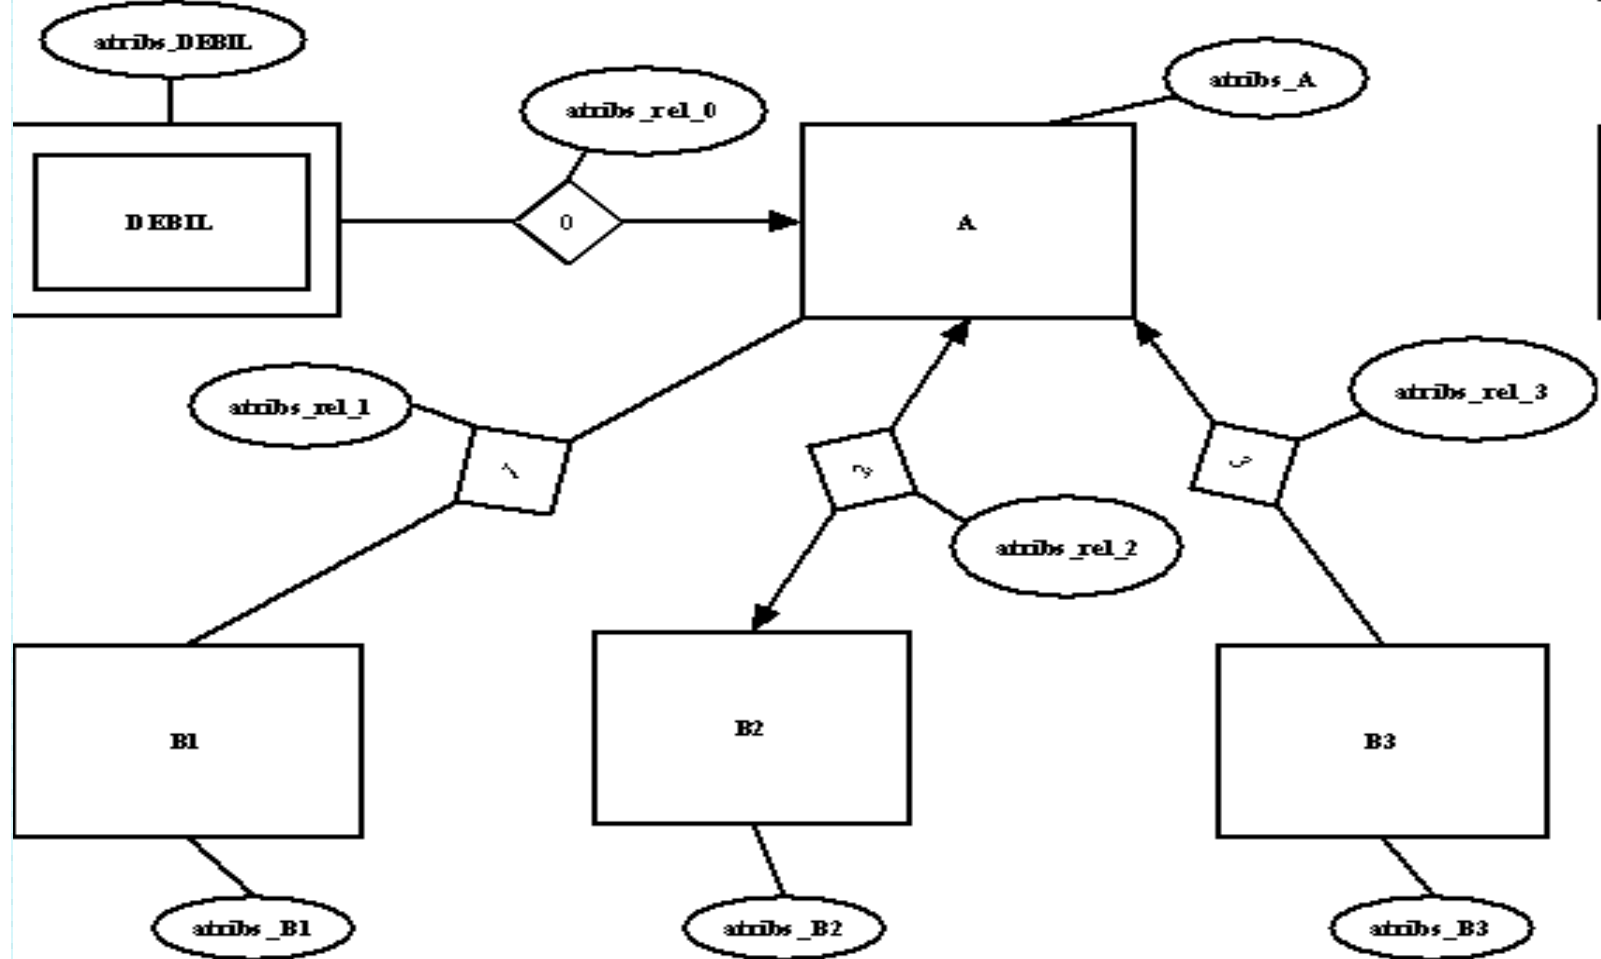 atribs_DEBIL
atribs_A
atribs_rel_0
DEBIL
0
A
atribs_rel_3
atribs_rel_1
1
2
3
atribs_rel_2
B1
B2
B3
atribs_B1
atribs_B2
atribs_B3